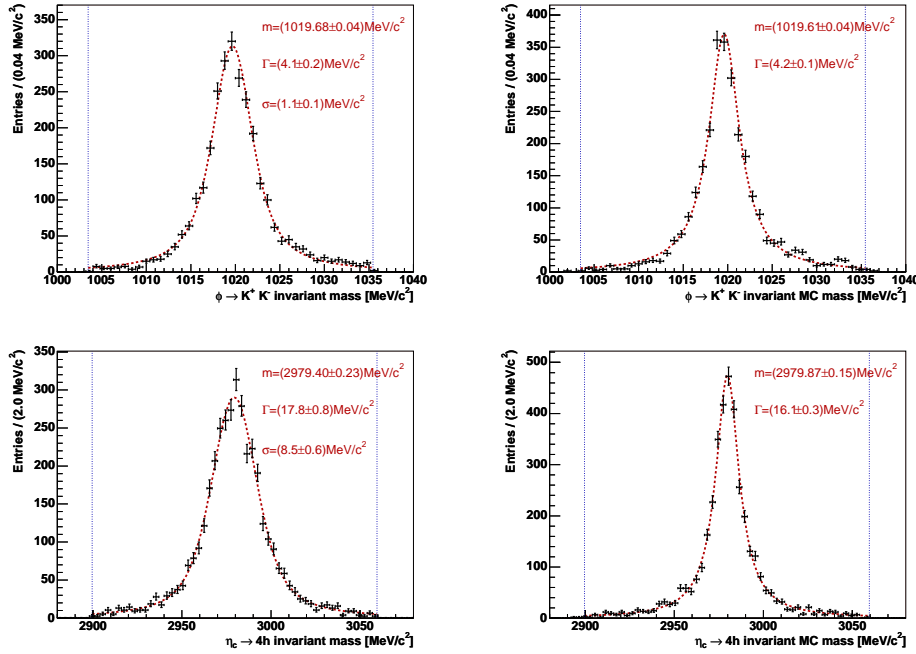 Entries / (0.04 MeV/c²)
350
300
250
200
150
100
50
0
m=(1019.68±0.04)MeV/c²
Γ=(4.1±0.2)MeV/c²
σ=(1.1±0.1)MeV/c²
1000 1005 1010 1015 1020 1025 1030 1035 1040
ϕ → K⁺ K⁻ invariant mass [MeV/c²]
Entries / (0.04 MeV/c²)
400
350
300
250
200
150
100
50
0
m=(1019.61±0.04)MeV/c²
Γ=(4.2±0.1)MeV/c²
1000 1005 1010 1015 1020 1025 1030 1035 1040
ϕ → K⁺ K⁻ invariant MC mass [MeV/c²]
Entries / (2.0 MeV/c²)
350
300
250
200
150
100
50
0
m=(2979.40±0.23)MeV/c²
Γ=(17.8±0.8)MeV/c²
σ=(8.5±0.6)MeV/c²
2900 2950 3000 3050
η_c → 4h invariant mass [MeV/c²]
Entries / (2.0 MeV/c²)
500
400
300
200
100
0
m=(2979.87±0.15)MeV/c²
Γ=(16.1±0.3)MeV/c²
2900 2950 3000 3050
η_c → 4h invariant MC mass [MeV/c²]